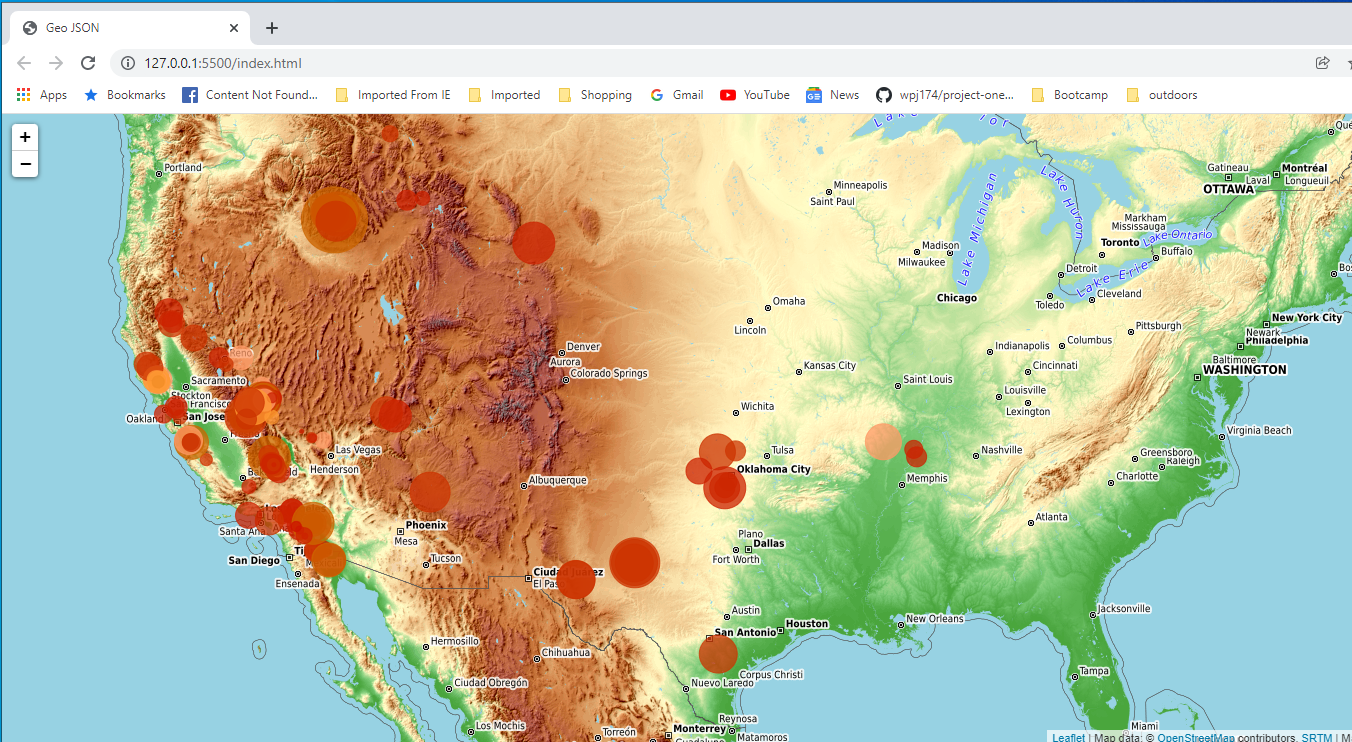 Geo JSON
127.0.0.1:5500/index.html
Apps Bookmarks Content Not Found... Imported From IE Imported Shopping Gmail YouTube News wpj174/project-one... Bootcamp outdoors
+
−
Portland
Minneapolis
Saint Paul
Lake Michigan
Lake Huron
Gatineau
Montréal
Laval
Longueuil
OTTAWA
Markham
Mississauga
Toronto
Lake Ontario
Buffalo
Madison
Milwaukee
Detroit
Lake Erie
Chicago
Toledo
Cleveland
Omaha
Lincoln
Pittsburgh
New York City
Newark
Philadelphia
Indianapolis
Columbus
Denver
Aurora
Colorado Springs
Kansas City
Cincinnati
Baltimore
WASHINGTON
Reno
Sacramento
Stockton
Francisco
Oakland
San Jose
Saint Louis
Louisville
Lexington
Wichita
Virginia Beach
Las Vegas
Henderson
Tulsa
Oklahoma City
Nashville
Greensboro
Raleigh
Charlotte
Memphis
Albuquerque
Santa Ana
Phoenix
Mesa
Tucson
San Diego
Ensenada
Atlanta
Plano
Dallas
Fort Worth
Ciudad Juárez
El Paso
Austin
San Antonio
Houston
New Orleans
Jacksonville
Hermosillo
Chihuahua
Ciudad Obregón
Nuevo Laredo
Corpus Christi
Tampa
Los Mochis
Torreón
Monterrey
Reynosa
Matamoros
Miami
Leaflet | Map data: © OpenStreetMap contributors, SRTM | M